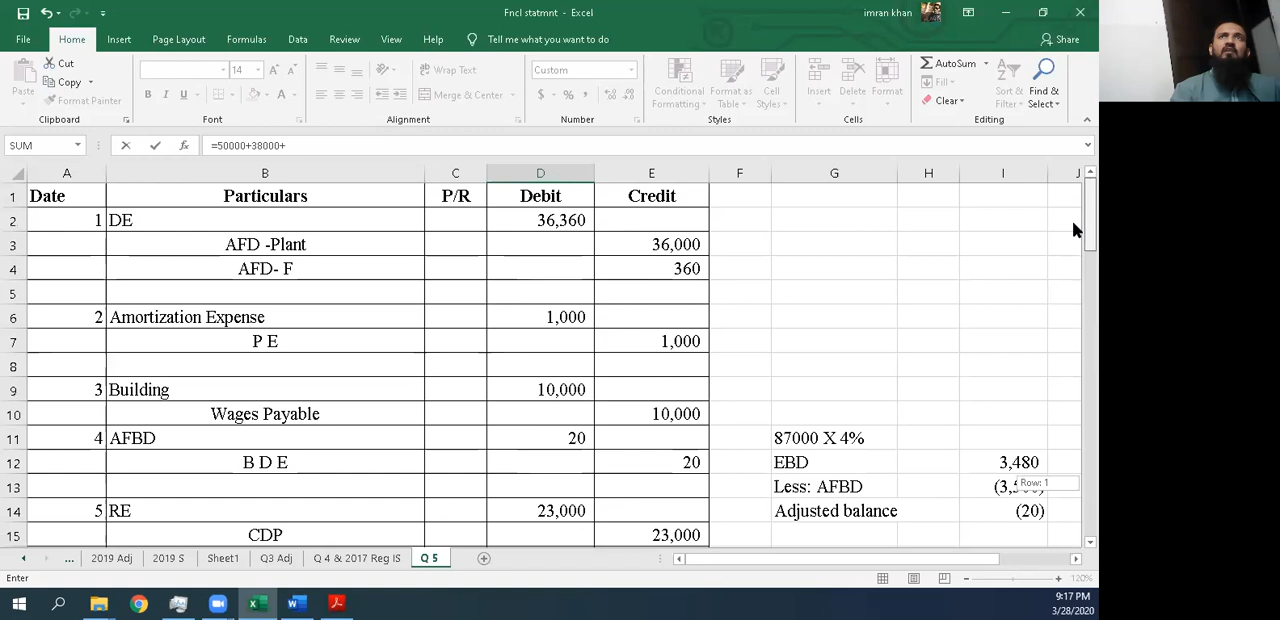 Fncl statmnt - Excel
imran khan
File Home Insert Page Layout Formulas Data Review View Help Tell me what you want to do Share
Paste Cut Copy Format Painter
14
B I U
Wrap Text
Merge & Center
Custom
$ % ,
Conditional Formatting Format as Table Cell Styles
Insert Delete Format
AutoSum Fill Clear
Sort & Filter Find & Select
Clipboard Font Alignment Number Styles Cells Editing
SUM fx =50000+38000+
A B C D E F G H I J
1 Date Particulars P/R Debit Credit
2 1 DE 36,360
3 AFD -Plant 36,000
4 AFD- F 360
5
6 2 Amortization Expense 1,000
7 P E 1,000
8
9 3 Building 10,000
10 Wages Payable 10,000
11 4 AFBD 20 87000 X 4%
12 B D E 20 EBD 3,480
13 Less: AFBD Row: 1
14 5 RE 23,000 Adjusted balance (20)
15 CDP 23,000
... 2019 Adj 2019 S Sheet1 Q3 Adj Q 4 & 2017 Reg IS Q 5
Enter 120%
9:17 PM
3/28/2020